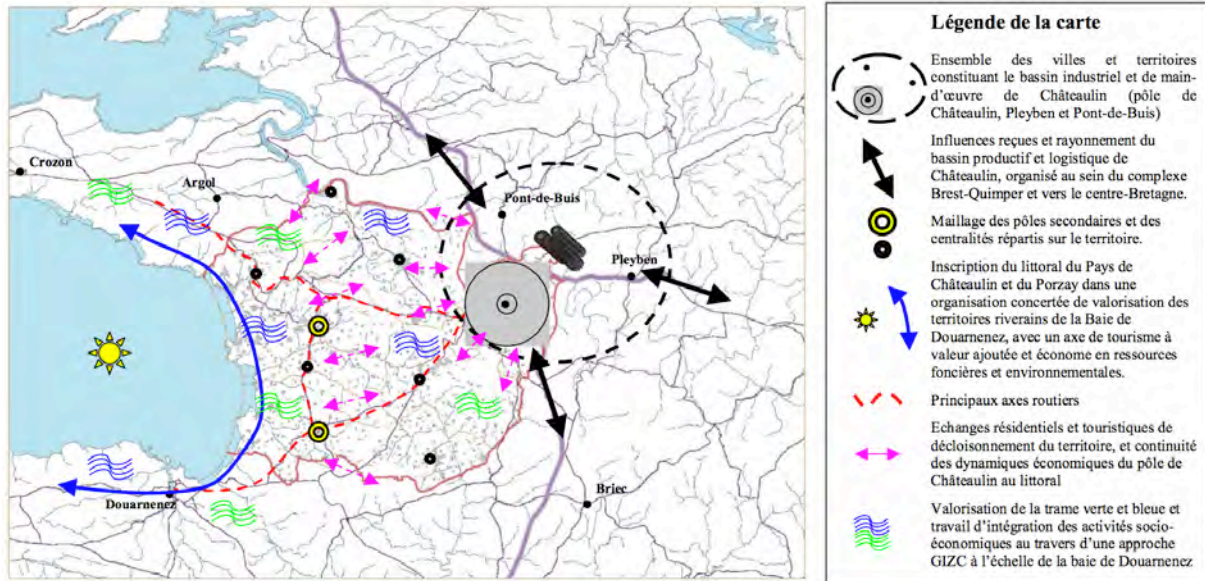 Crozon
Argol
Pont-de-Buis
Pleyben
Douarnenez
Briec
Légende de la carte
Ensemble des villes et territoires
constituant le bassin industriel et de main-
d'œuvre de Châteaulin (pôle de
Châteaulin, Pleyben et Pont-de-Buis)
Influences reçues et rayonnement du
bassin productif et logistique de
Châteaulin, organisé au sein du complexe
Brest-Quimper et vers le centre-Bretagne.
Maillage des pôles secondaires et des
centralités répartis sur le territoire.
Inscription du littoral du Pays de
Châteaulin et du Porzay dans une
organisation concertée de valorisation des
territoires riverains de la Baie de
Douarnenez, avec un axe de tourisme à
valeur ajoutée et économe en ressources
foncières et environnementales.
Principaux axes routiers
Echanges résidentiels et touristiques de
décloisonnement du territoire, et continuité
des dynamiques économiques du pôle de
Châteaulin au littoral
Valorisation de la trame verte et bleue et
travail d'intégration des activités socio-
économiques au travers d'une approche
GIZC à l'échelle de la baie de Douarnenez